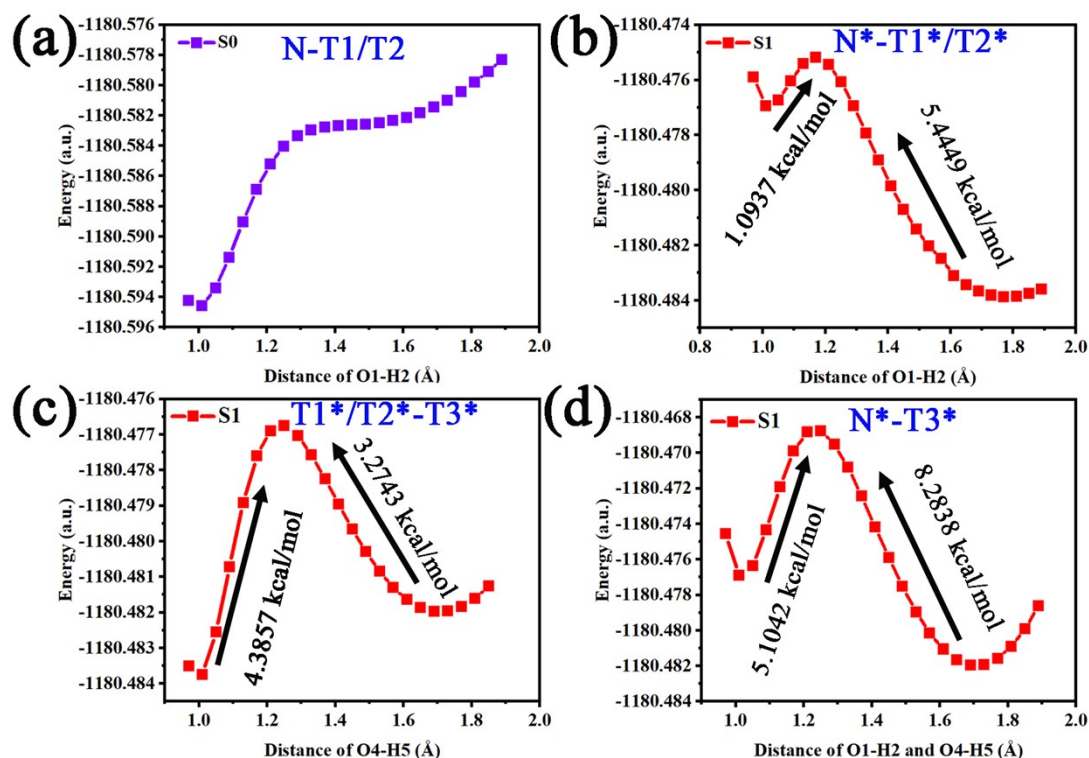 (a)
S0
N-T1/T2
Energy (a.u.)
-1180.576
-1180.578
-1180.580
-1180.582
-1180.584
-1180.586
-1180.588
-1180.590
-1180.592
-1180.594
-1180.596
1.0
1.2
1.4
1.6
1.8
2.0
Distance of O1-H2 (Å)
(b)
S1
N*-T1*/T2*
Energy (a.u.)
-1180.474
-1180.476
-1180.478
-1180.480
-1180.482
-1180.484
1.0937 kcal/mol
5.4449 kcal/mol
0.8
1.0
1.2
1.4
1.6
1.8
2.0
Distance of O1-H2 (Å)
(c)
S1
T1*/T2*-T3*
Energy (a.u.)
-1180.476
-1180.477
-1180.478
-1180.479
-1180.480
-1180.481
-1180.482
-1180.483
-1180.484
4.3857 kcal/mol
3.2743 kcal/mol
1.0
1.2
1.4
1.6
1.8
2.0
Distance of O4-H5 (Å)
(d)
S1
N*-T3*
Energy (a.u.)
-1180.468
-1180.470
-1180.472
-1180.474
-1180.476
-1180.478
-1180.480
-1180.482
-1180.484
5.1042 kcal/mol
8.2838 kcal/mol
1.0
1.2
1.4
1.6
1.8
2.0
Distance of O1-H2 and O4-H5 (Å)